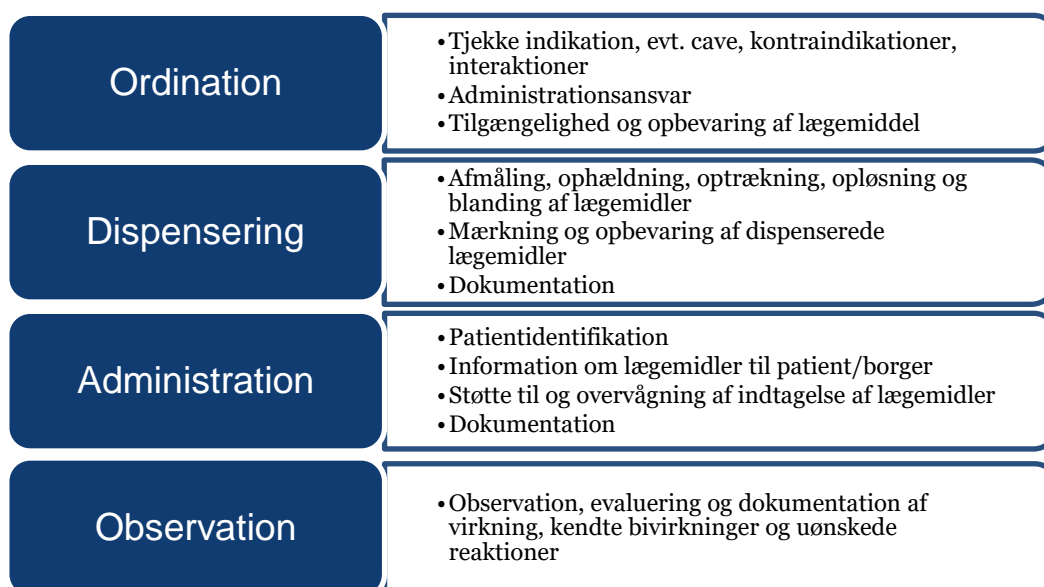 Ordination
•Tjekke indikation, evt. cave, kontraindikationer,
interaktioner
•Administrationsansvar
•Tilgængelighed og opbevaring af lægemiddel
Dispensering
•Afmåling, ophældning, optrækning, opløsning og
blanding af lægemidler
•Mærkning og opbevaring af dispenserede
lægemidler
•Dokumentation
Administration
•Patientidentifikation
•Information om lægemidler til patient/borger
•Støtte til og overvågning af indtagelse af lægemidler
•Dokumentation
Observation
•Observation, evaluering og dokumentation af
virkning, kendte bivirkninger og uønskede
reaktioner